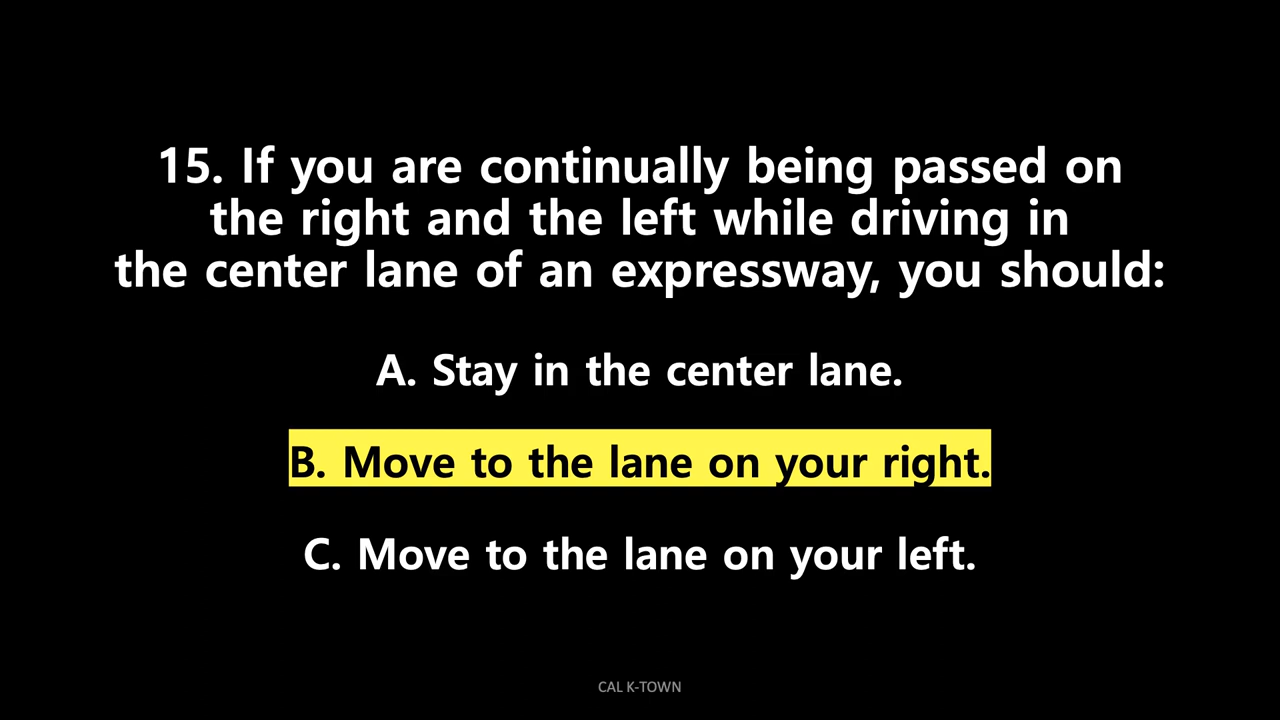 15. If you are continually being passed on
the right and the left while driving in
the center lane of an expressway, you should:
A. Stay in the center lane.
B. Move to the lane on your right.
C. Move to the lane on your left.
CAL K-TOWN